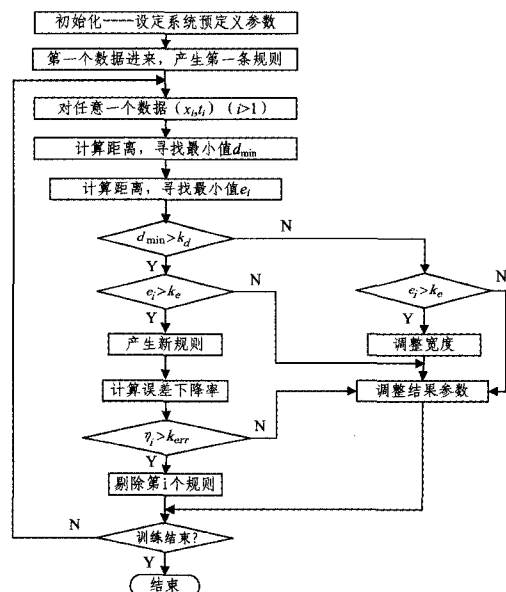 初始化----设定系统预定义参数
第一个数据进来，产生第一条规则
对任意一个数据（xi,ti）（i>1）
计算距离，寻找最小值dmin
计算距离，寻找最小值ei
dmin>kd
N
Y
ei>ke
N
Y
ei>ke
N
Y
产生新规则
调整宽度
计算误差下降率
调整结果参数
ηi>kerr
N
Y
剔除第i个规则
训练结束?
N
Y
结束